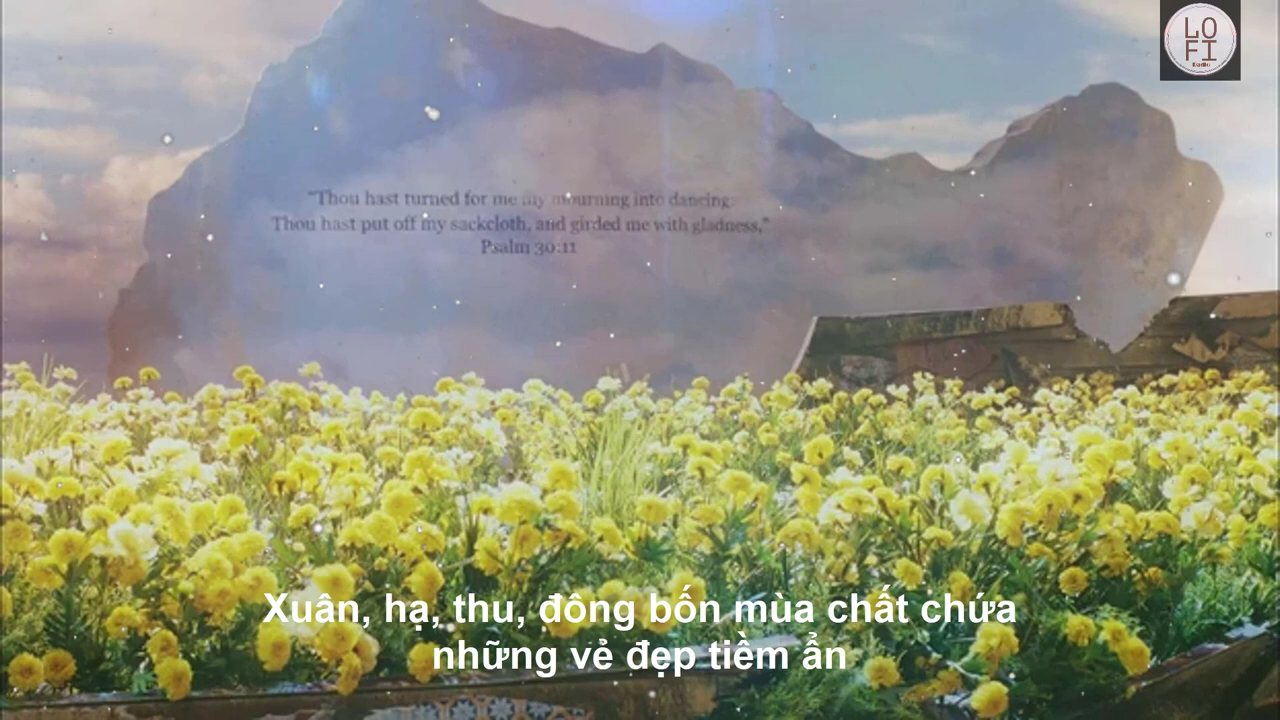 LO
FI
Radio
"Thou hast turned for me my mourning into dancing:
Thou hast put off my sackcloth, and girded me with gladness,"
Psalm 30:11
Xuân, hạ, thu, đông bốn mùa chất chứa
những vẻ đẹp tiềm ẩn